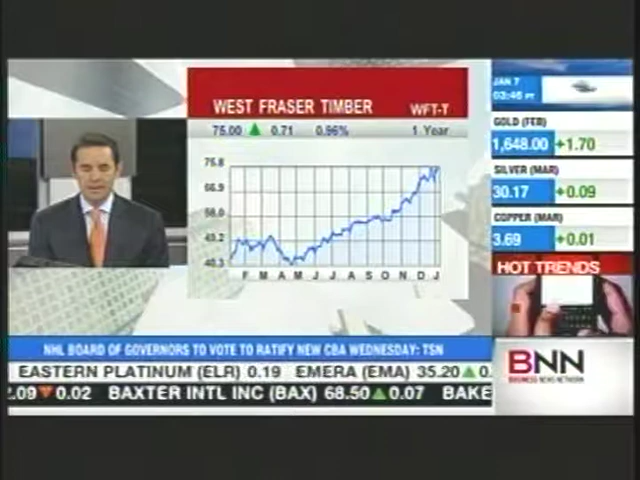 WEST FRASER TIMBER WFT-T
75.00 ▲ 0.71 0.96% 1 Year
75.8
66.9
58.0
49.2
40.3
F M A M J J A S O N D J
JAN 7
03:46 PT
GOLD (FEB)
1,648.00 +1.70
SILVER (MAR)
30.17 +0.09
COPPER (MAR)
3.69 +0.01
HOT TRENDS
NHL BOARD OF GOVERNORS TO VOTE TO RATIFY NEW CBA WEDNESDAY: TSN
EASTERN PLATINUM (ELR) 0.19 EMERA (EMA) 35.20 ▲ 0.
.09 ▼ 0.02 BAXTER INTL INC (BAX) 68.50 ▲ 0.07 BAKE
BNN
BUSINESS NEWS NETWORK